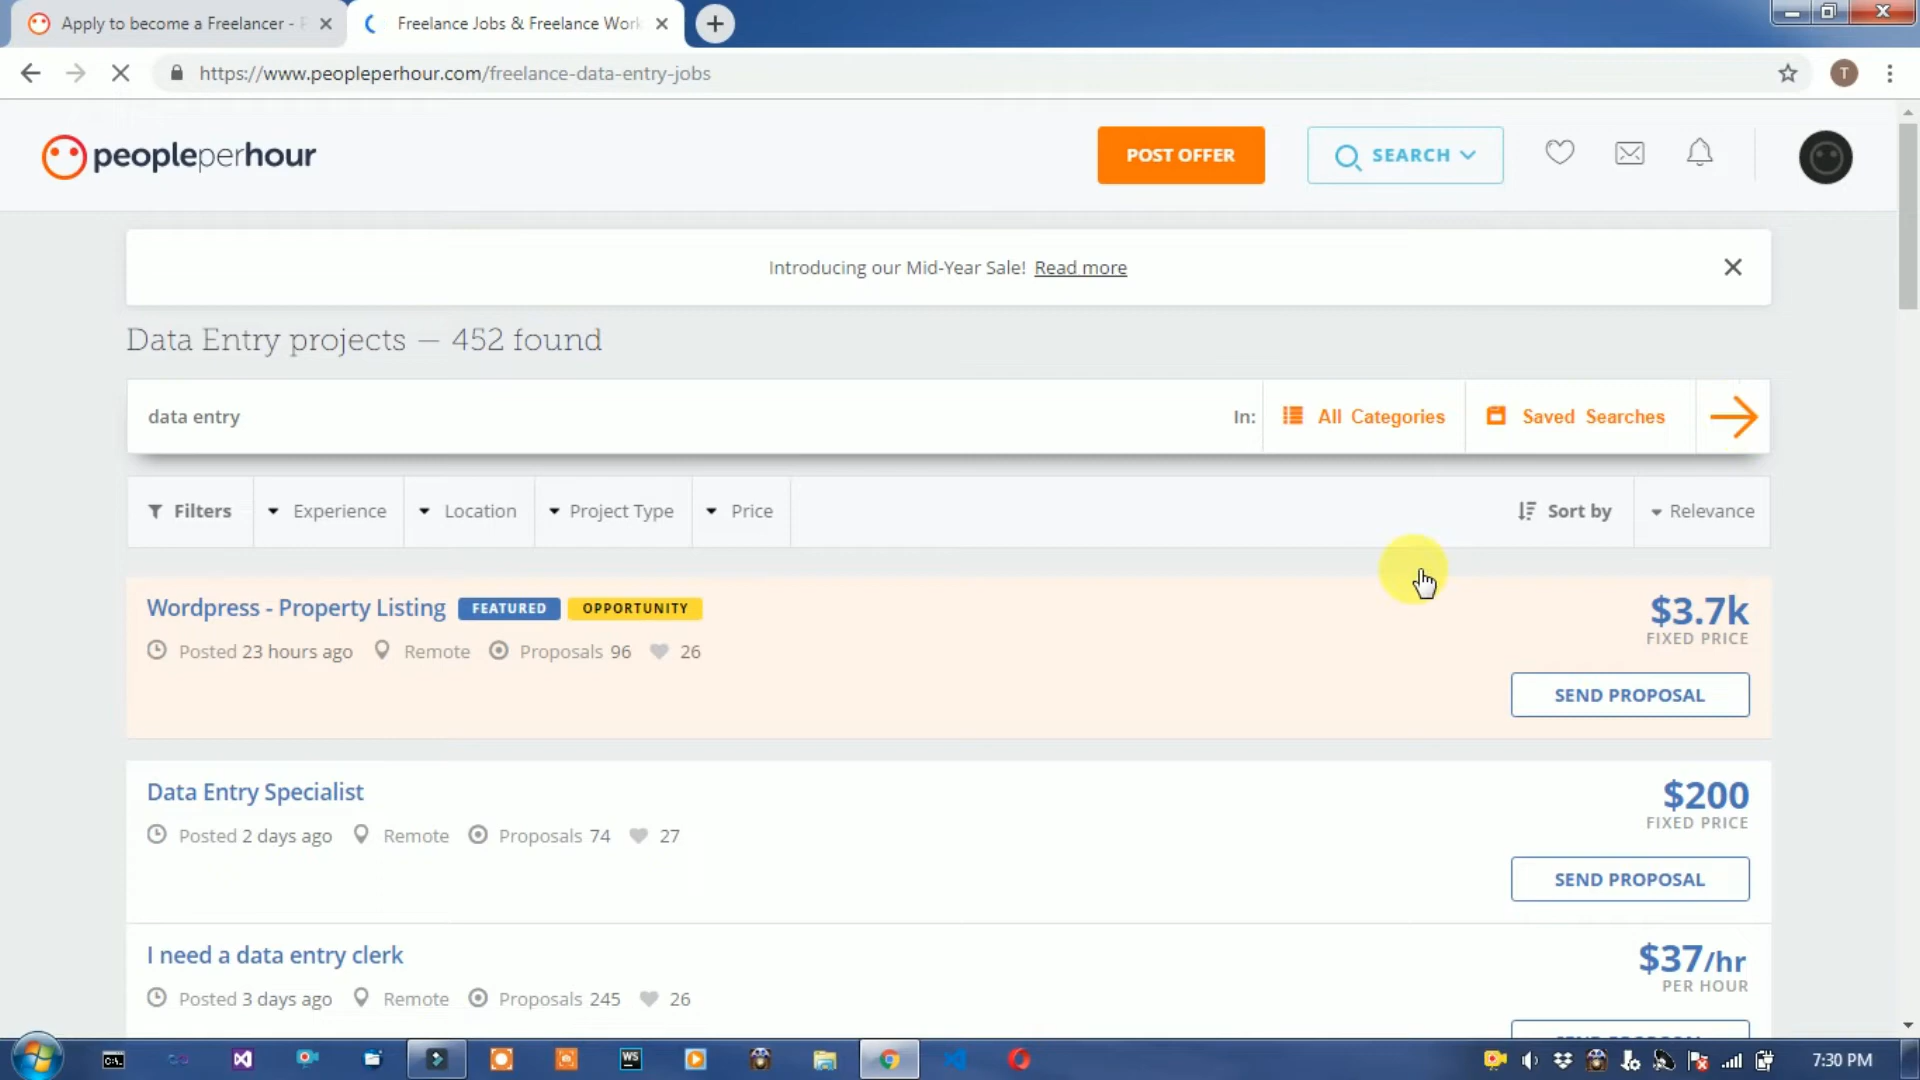 Apply to become a Freelancer -
Freelance Jobs & Freelance Work
https://www.peopleperhour.com/freelance-data-entry-jobs
T
peopleperhour
POST OFFER
SEARCH
Introducing our Mid-Year Sale! Read more
Data Entry projects — 452 found
data entry
In:
All Categories
Saved Searches
Filters
Experience
Location
Project Type
Price
Sort by
Relevance
Wordpress - Property Listing FEATURED OPPORTUNITY
$3.7k
FIXED PRICE
Posted 23 hours ago Remote Proposals 96 26
SEND PROPOSAL
Data Entry Specialist
$200
FIXED PRICE
Posted 2 days ago Remote Proposals 74 27
SEND PROPOSAL
I need a data entry clerk
$37/hr
PER HOUR
Posted 3 days ago Remote Proposals 245 26
C:\.
WS
7:30 PM